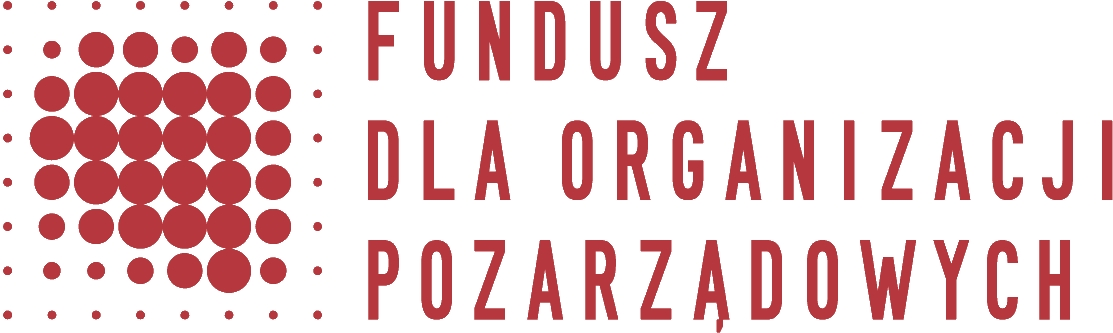 FUNDUSZ
DLA ORGANIZACJI
POZARZĄDOWYCH